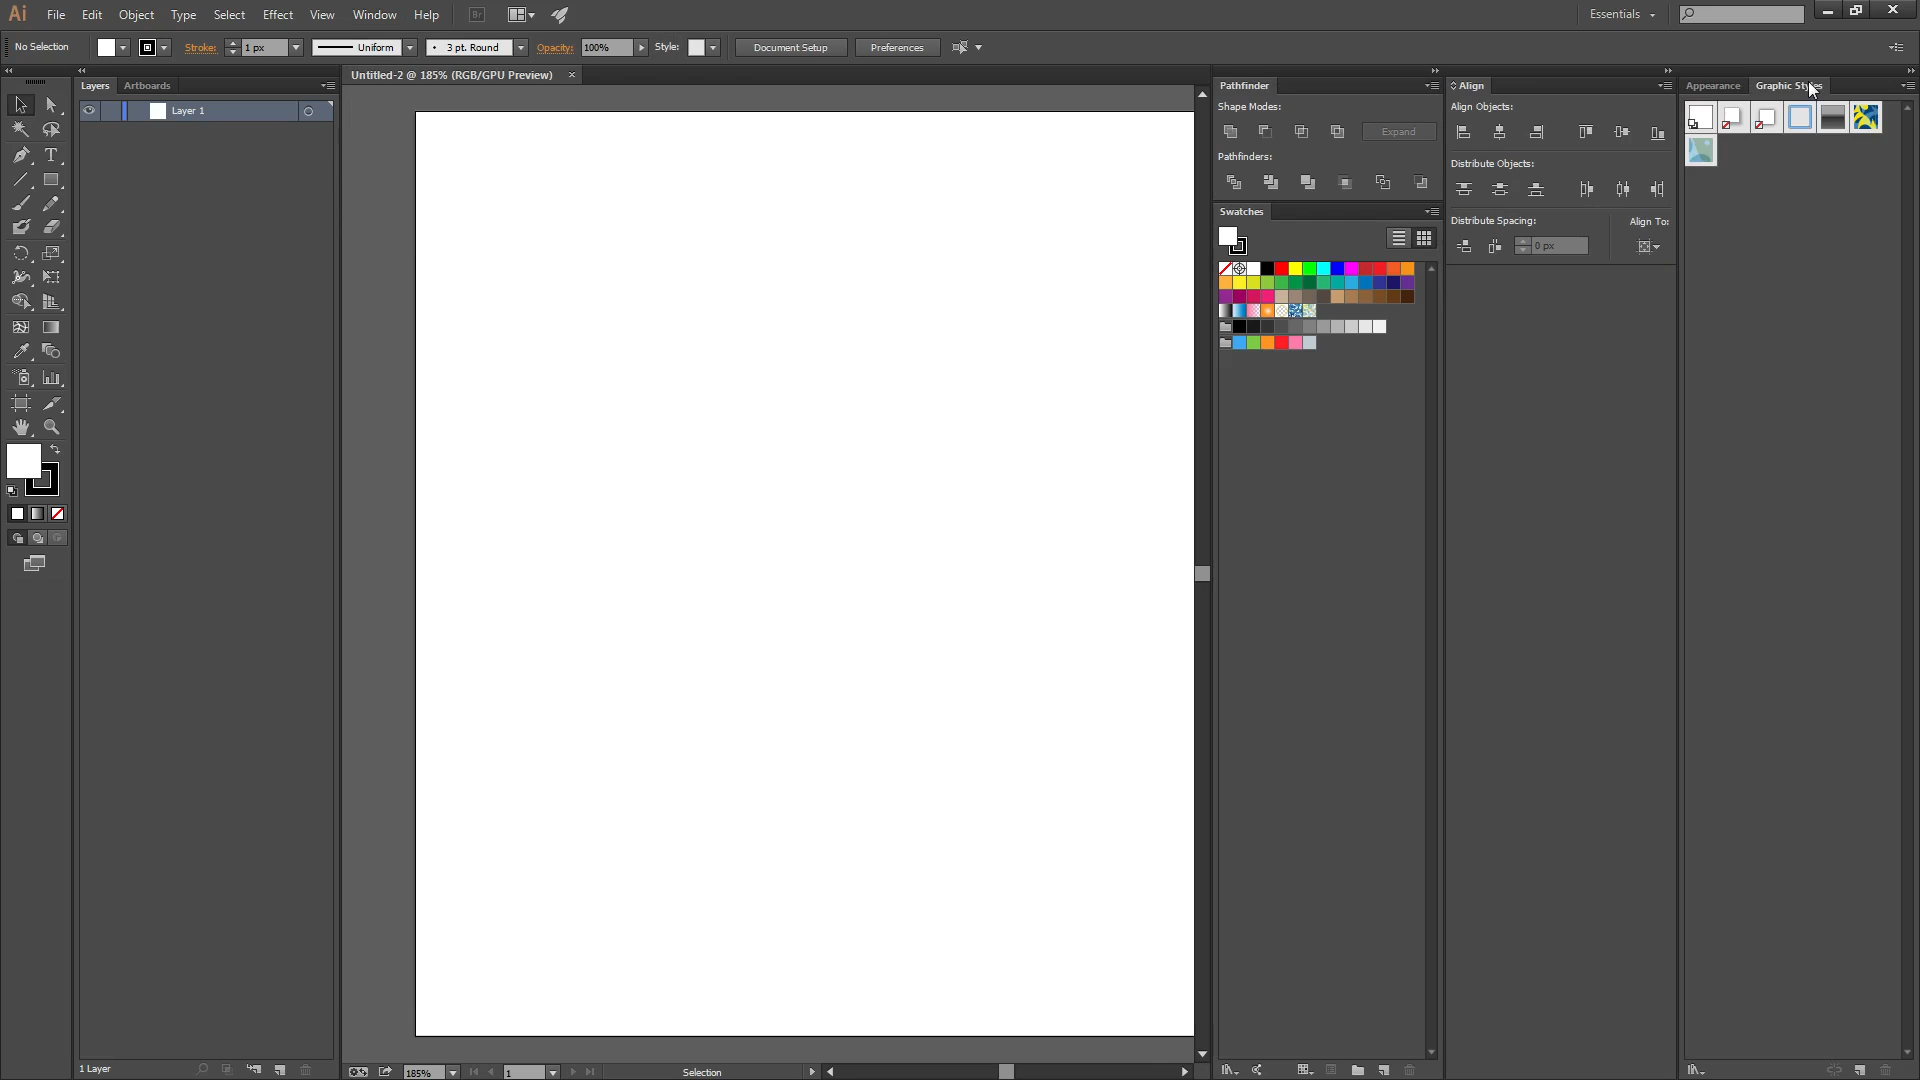 Ai File Edit Object Type Select Effect View Window Help Br Essentials
No Selection Stroke: 1 px Uniform 3 pt. Round Opacity: 100% Style: Document Setup Preferences
Layers Artboards
Layer 1
Untitled-2 @ 185% (RGB/GPU Preview)
Pathfinder
Shape Modes:
Expand
Pathfinders:
Swatches
Align
Align Objects:
Distribute Objects:
Distribute Spacing: Align To:
0 px
Appearance Graphic Styles
1 Layer
185% 1 Selection